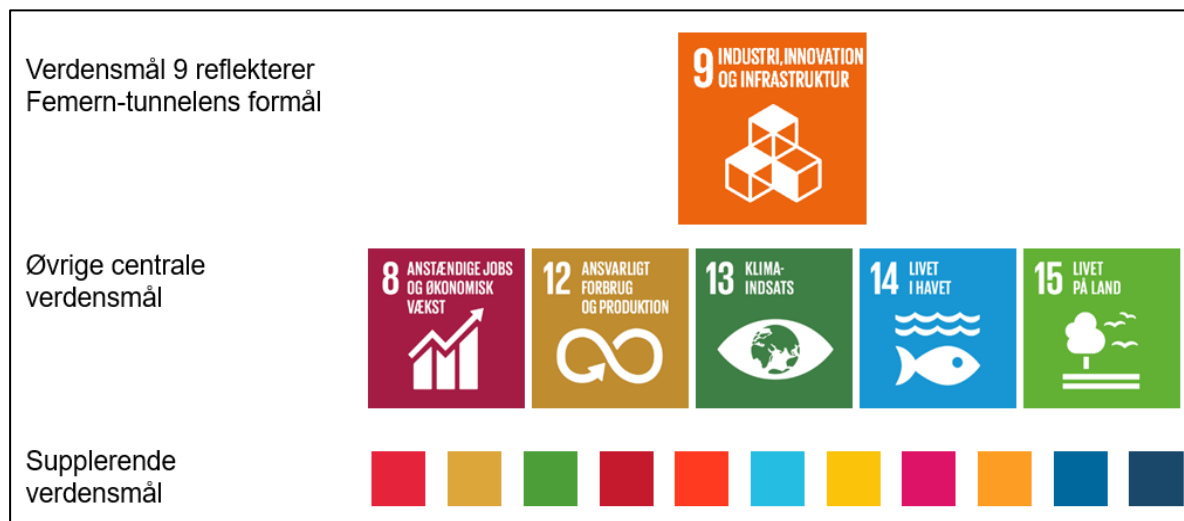 Verdensmål 9 reflekterer
Femern-tunnelens formål
9 INDUSTRI, INNOVATION
OG INFRASTRUKTUR
Øvrige centrale
verdensmål
8 ANSTÆNDIGE JOBS
OG ØKONOMISK
VÆKST
12 ANSVARLIGT
FORBRUG
OG PRODUKTION
13 KLIMA-
INDSATS
14 LIVET
I HAVET
15 LIVET
PÅ LAND
Supplerende
verdensmål